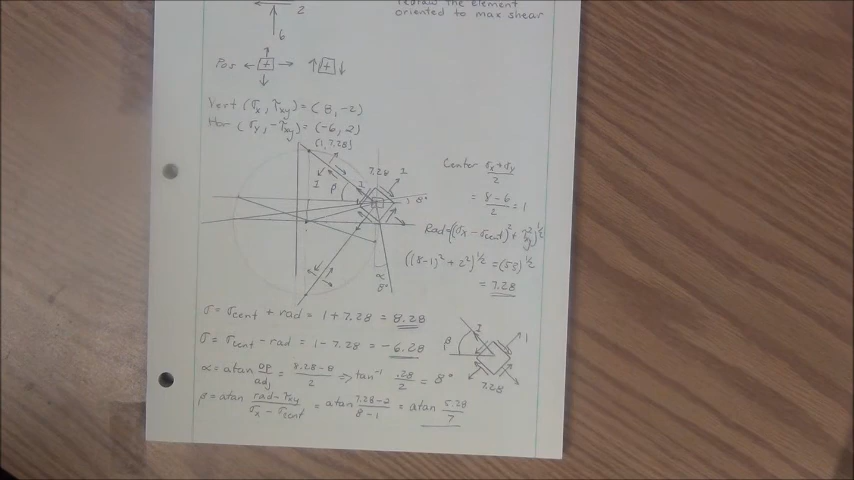 redraw the element
oriented to max shear
2
6
Pos
Vert (σx, τxy) = (8, -2)
Hor (σy, -τxy) = (-6, 2)
(1, 7.28)
7.28
1
β
8°
α
8°
Center σx + σy / 2
= 8 - 6 / 2 = 1
Rad = ((σx - σcent)² + τxy²)^1/2
((8-1)² + 2²)^1/2 = (53)^1/2
= 7.28
σ = σcent + rad = 1 + 7.28 = 8.28
σ = σcent - rad = 1 - 7.28 = -6.28
α = atan op/adj = 8.28-8 / 2 => tan⁻¹ .28/2 = 8°
β = atan rad - τxy / σx - σcent = atan 7.28-2 / 8-1 = atan 5.28 / 7
β
1
7.28